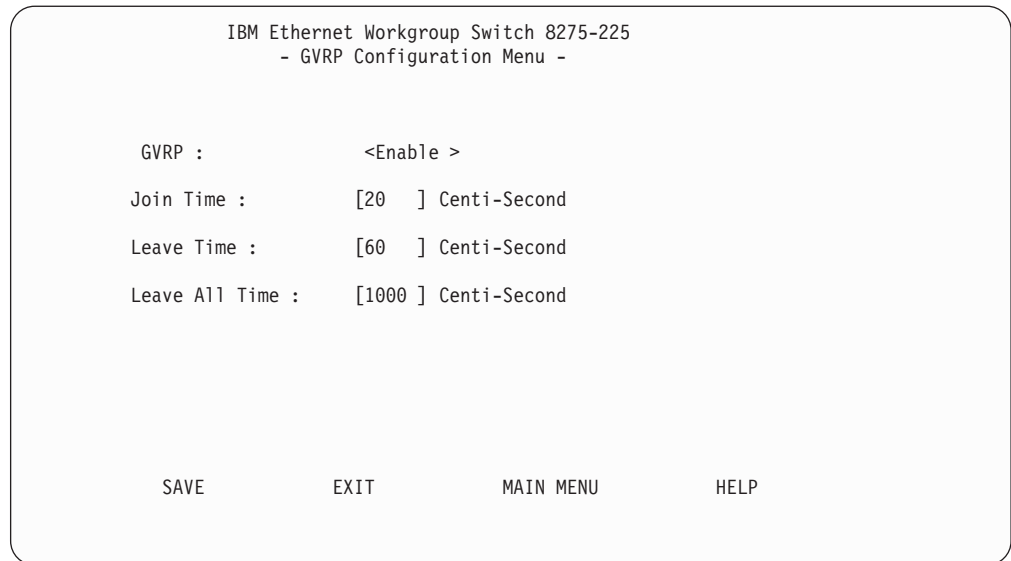 IBM Ethernet Workgroup Switch 8275-225
- GVRP Configuration Menu -
GVRP : <Enable >
Join Time : [20 ] Centi-Second
Leave Time : [60 ] Centi-Second
Leave All Time : [1000 ] Centi-Second
SAVE EXIT MAIN MENU HELP